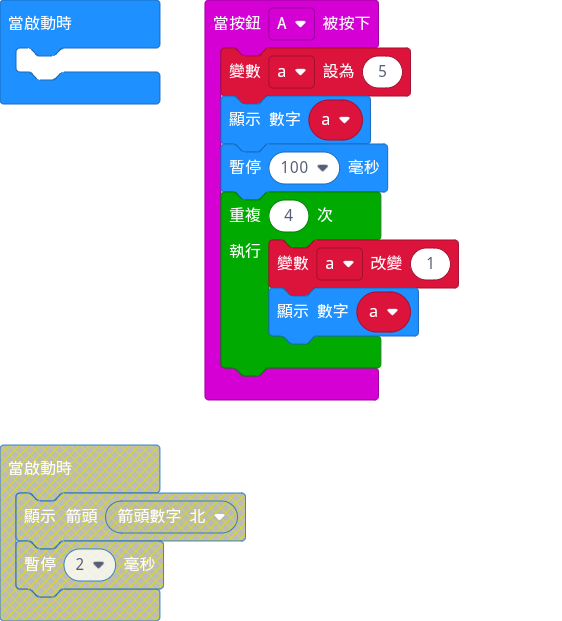 當啟動時
當按鈕 A 被按下
變數 a 設為 5
顯示 數字 a
暫停 100 毫秒
重複 4 次
執行
變數 a 改變 1
顯示 數字 a
當啟動時
顯示 箭頭 箭頭數字 北
暫停 2 毫秒